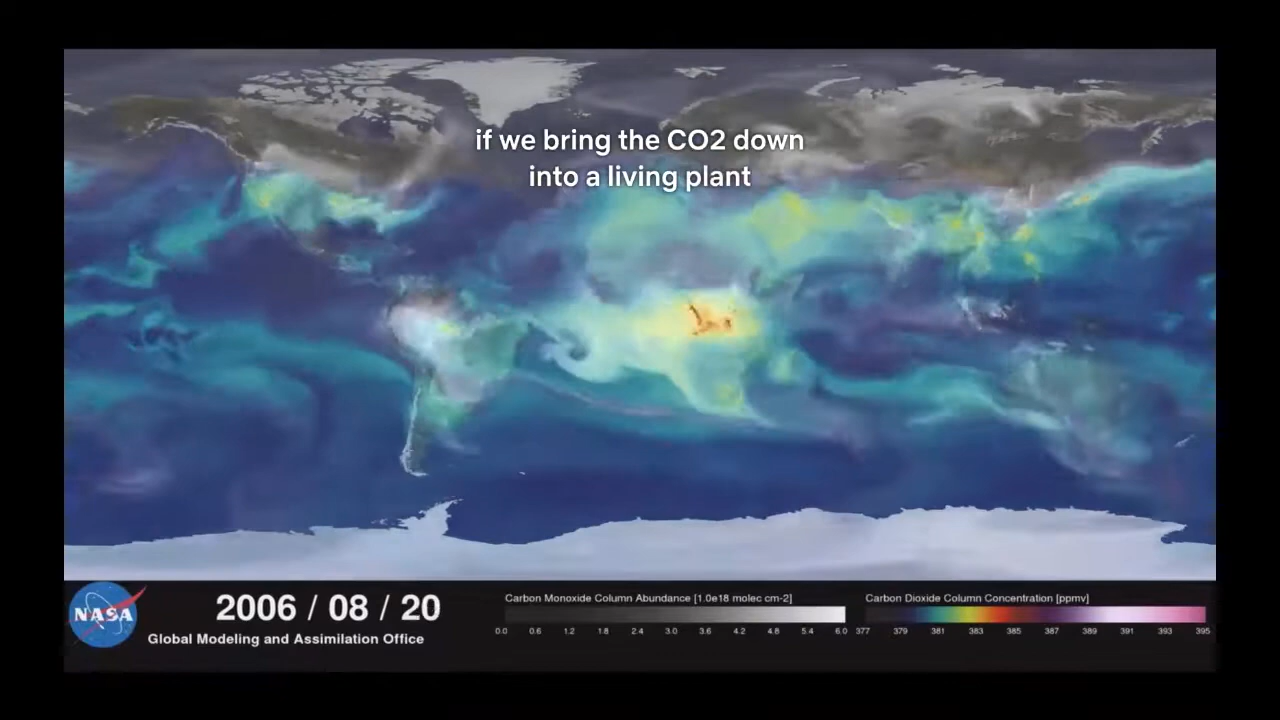 if we bring the CO2 down
into a living plant
NASA
2006 / 08 / 20
Global Modeling and Assimilation Office
Carbon Monoxide Column Abundance [1.0e18 molec cm-2]
0.0 0.6 1.2 1.8 2.4 3.0 3.6 4.2 4.8 5.4 6.0
Carbon Dioxide Column Concentration [ppmv]
377 379 381 383 385 387 389 391 393 395